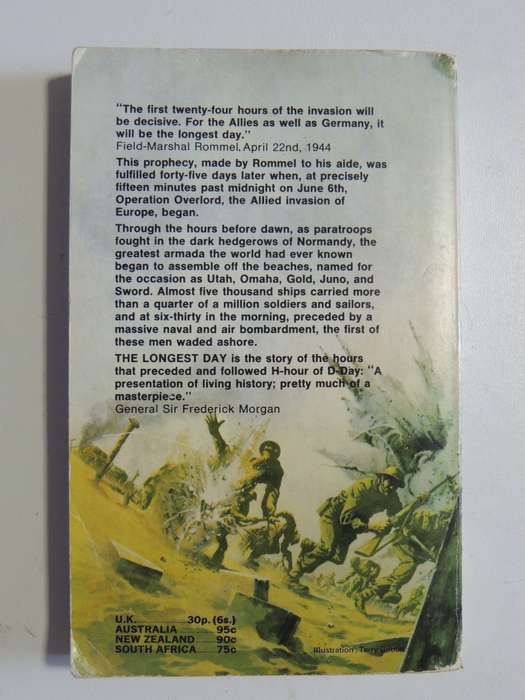 "The first twenty-four hours of the invasion will
be decisive. For the Allies as well as Germany, it
will be the longest day."
Field-Marshal Rommel. April 22nd, 1944
This prophecy, made by Rommel to his aide, was
fulfilled forty-five days later when, at precisely
fifteen minutes past midnight on June 6th,
Operation Overlord, the Allied invasion of
Europe, began.
Through the hours before dawn, as paratroops
fought in the dark hedgerows of Normandy, the
greatest armada the world had ever known
began to assemble off the beaches, named for
the occasion as Utah, Omaha, Gold, Juno, and
Sword. Almost five thousand ships carried more
than a quarter of a million soldiers and sailors,
and at six-thirty in the morning, preceded by a
massive naval and air bombardment, the first of
these men waded ashore.
THE LONGEST DAY is the story of the hours
that preceded and followed H-hour of D-Day: "A
presentation of living history; pretty much of a
masterpiece."
General Sir Frederick Morgan
U.K. 30p. (6s.)
AUSTRALIA 95c
NEW ZEALAND 90c
SOUTH AFRICA 75c
Illustration: Terry